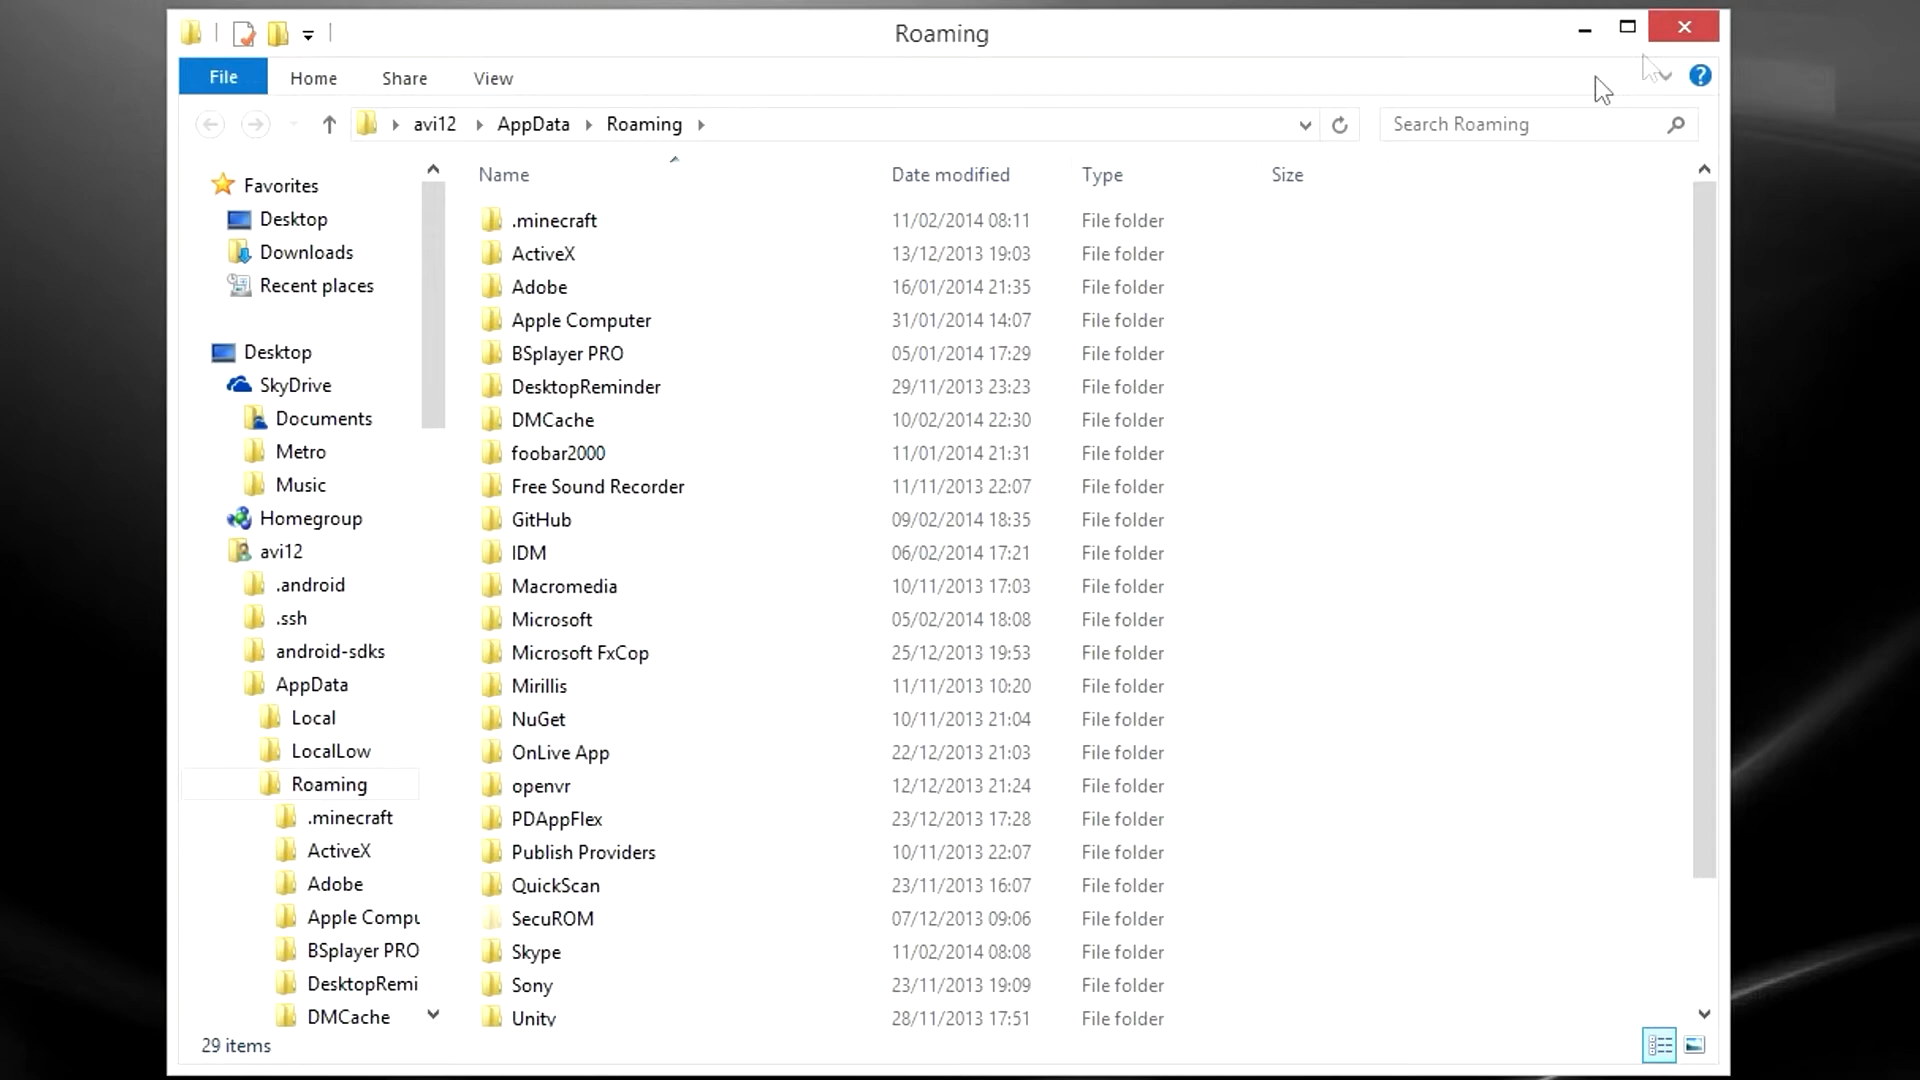 Roaming
File Home Share View
avi12 AppData Roaming Search Roaming
Name Date modified Type Size
Favorites
Desktop
Downloads
Recent places
Desktop
SkyDrive
Documents
Metro
Music
Homegroup
avi12
.android
.ssh
android-sdks
AppData
Local
LocalLow
Roaming
.minecraft
ActiveX
Adobe
Apple Compu
BSplayer PRO
DesktopRemi
DMCache
.minecraft 11/02/2014 08:11 File folder
ActiveX 13/12/2013 19:03 File folder
Adobe 16/01/2014 21:35 File folder
Apple Computer 31/01/2014 14:07 File folder
BSplayer PRO 05/01/2014 17:29 File folder
DesktopReminder 29/11/2013 23:23 File folder
DMCache 10/02/2014 22:30 File folder
foobar2000 11/01/2014 21:31 File folder
Free Sound Recorder 11/11/2013 22:07 File folder
GitHub 09/02/2014 18:35 File folder
IDM 06/02/2014 17:21 File folder
Macromedia 10/11/2013 17:03 File folder
Microsoft 05/02/2014 18:08 File folder
Microsoft FxCop 25/12/2013 19:53 File folder
Mirillis 11/11/2013 10:20 File folder
NuGet 10/11/2013 21:04 File folder
OnLive App 22/12/2013 21:03 File folder
openvr 12/12/2013 21:24 File folder
PDAppFlex 23/12/2013 17:28 File folder
Publish Providers 10/11/2013 22:07 File folder
QuickScan 23/11/2013 16:07 File folder
SecuROM 07/12/2013 09:06 File folder
Skype 11/02/2014 08:08 File folder
Sony 23/11/2013 19:09 File folder
Unity 28/11/2013 17:51 File folder
29 items